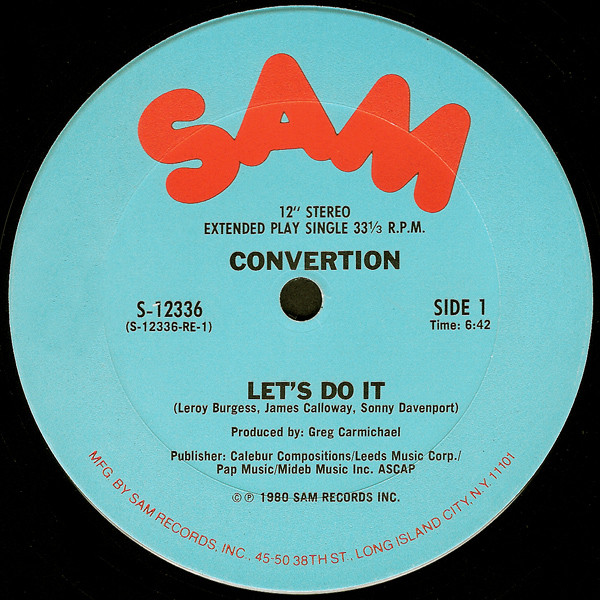 SAM
12" STEREO
EXTENDED PLAY SINGLE 33⅓ R.P.M.
CONVERTION
S-12336
(S-12336-RE-1)
SIDE 1
Time: 6:42
LET'S DO IT
(Leroy Burgess, James Calloway, Sonny Davenport)
Produced by: Greg Carmichael
Publisher: Calebur Compositions/Leeds Music Corp./
Pap Music/Mideb Music Inc. ASCAP
© ℗ 1980 SAM RECORDS INC.
MFG. BY SAM RECORDS, INC., 45-50 38TH ST., LONG ISLAND CITY, N.Y. 11101